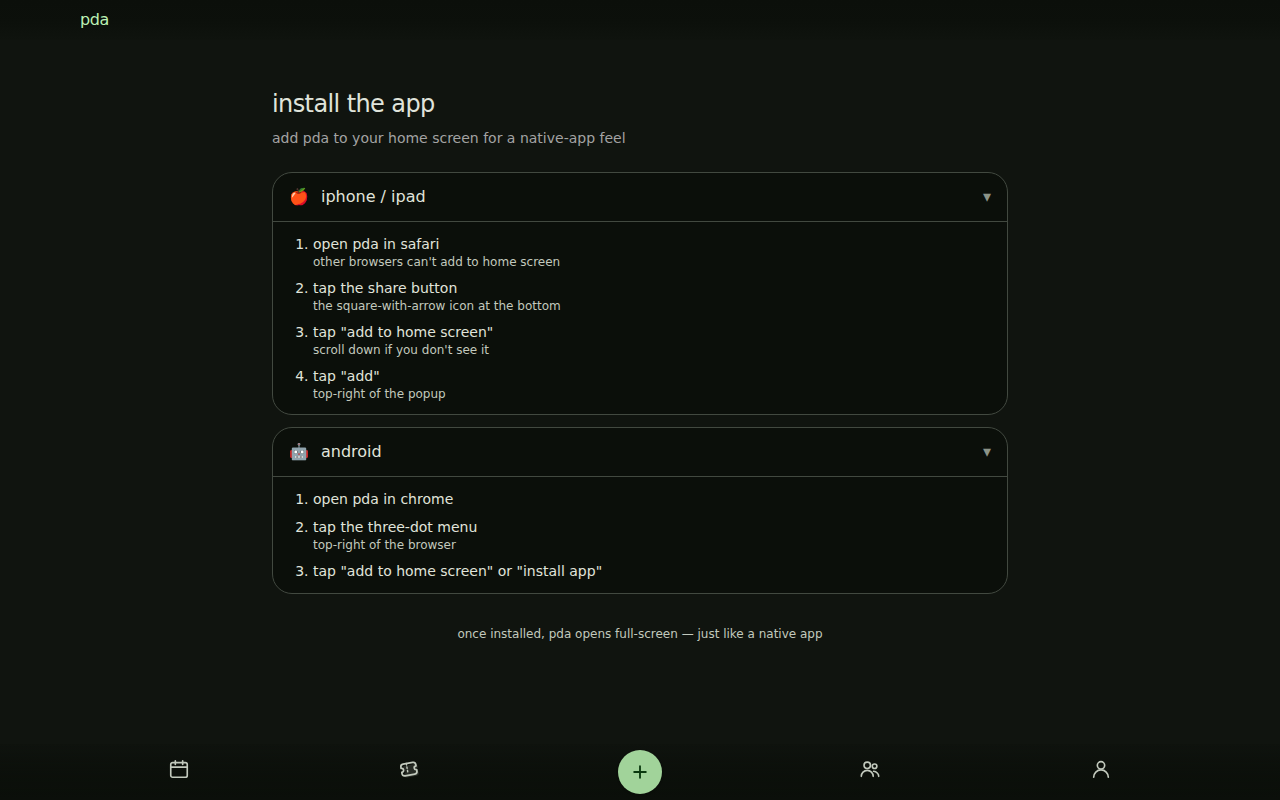 pda
install the app
add pda to your home screen for a native-app feel
iphone / ipad
1. open pda in safari
other browsers can't add to home screen
2. tap the share button
the square-with-arrow icon at the bottom
3. tap "add to home screen"
scroll down if you don't see it
4. tap "add"
top-right of the popup
android
1. open pda in chrome
2. tap the three-dot menu
top-right of the browser
3. tap "add to home screen" or "install app"
once installed, pda opens full-screen — just like a native app